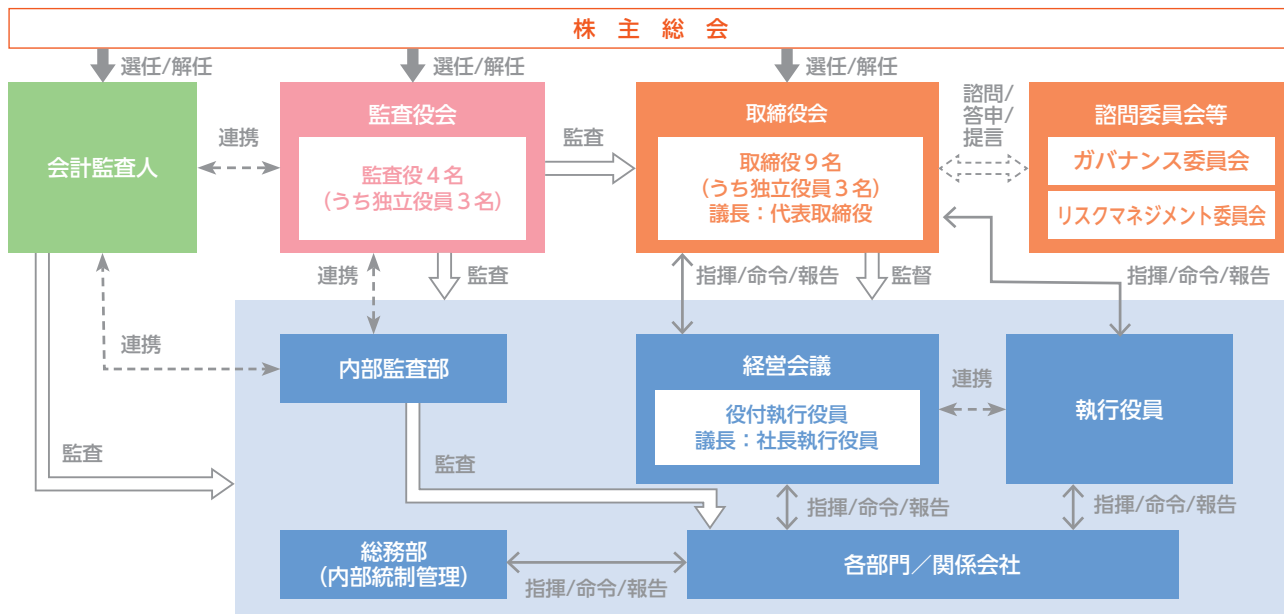 株主総会
選任/解任
選任/解任
選任/解任
会計監査人
連携
監査役会
監査役4名
(うち独立役員3名)
監査
取締役会
取締役9名
(うち独立役員3名)
議長：代表取締役
諮問/
答申/
提言
諮問委員会等
ガバナンス委員会
リスクマネジメント委員会
連携
監査
指揮/命令/報告
監督
指揮/命令/報告
連携
内部監査部
経営会議
役付執行役員
議長：社長執行役員
連携
執行役員
監査
監査
指揮/命令/報告
指揮/命令/報告
総務部
(内部統制管理)
指揮/命令/報告
各部門／関係会社